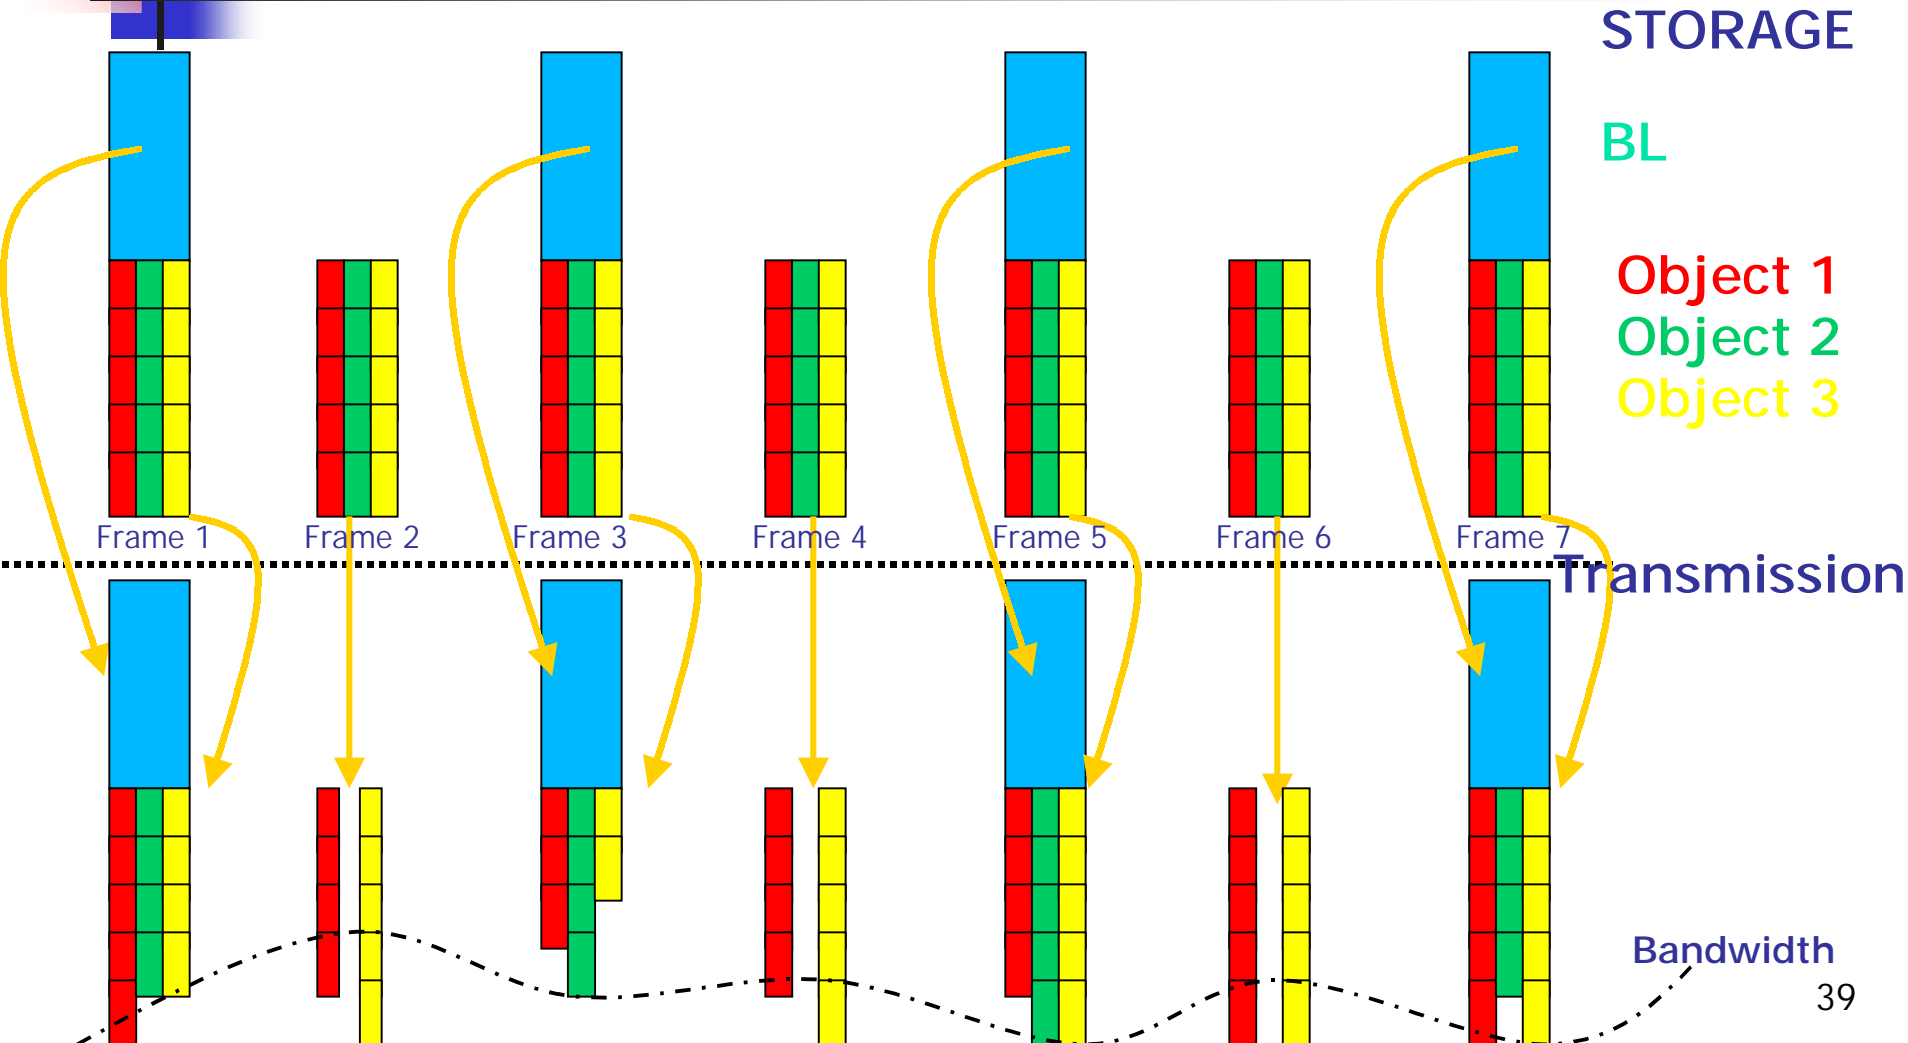 STORAGE
BL
Object 1
Object 2
Object 3
Frame 1 Frame 2 Frame 3 Frame 4 Frame 5 Frame 6 Frame 7
Transmission
Bandwidth
39